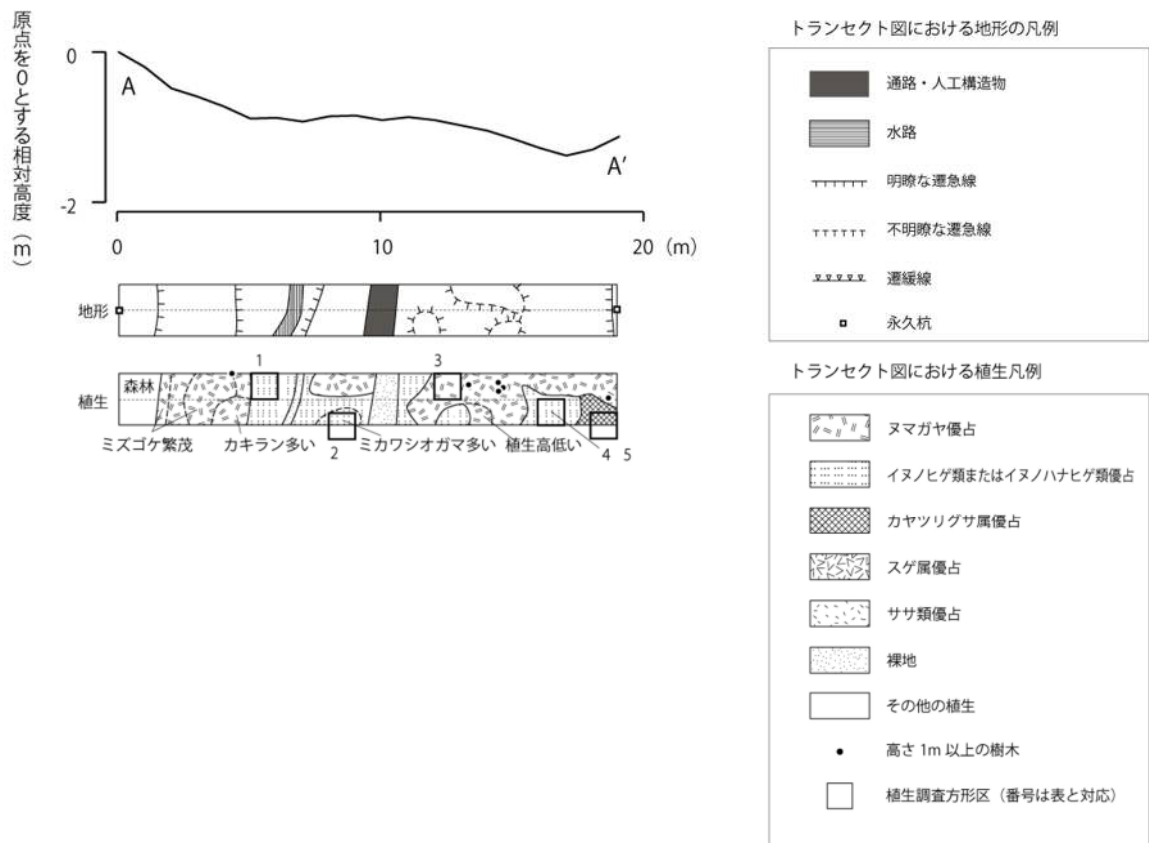 原点を0とする相対高度（m）
0
-2
A
A'
0
10
20（m）
地形
1
3
森林
植生
ミズゴケ繁茂
カキラン多い
2
ミカワシオガマ多い
植生高低い
4
5
トランセクト図における地形の凡例
通路・人工構造物
水路
明瞭な遷急線
不明瞭な遷急線
遷緩線
永久杭
トランセクト図における植生凡例
ヌマガヤ優占
イヌノヒゲ類またはイヌノハナヒゲ類優占
カヤツリグサ属優占
スゲ属優占
ササ類優占
裸地
その他の植生
高さ 1m 以上の樹木
植生調査方形区（番号は表と対応）